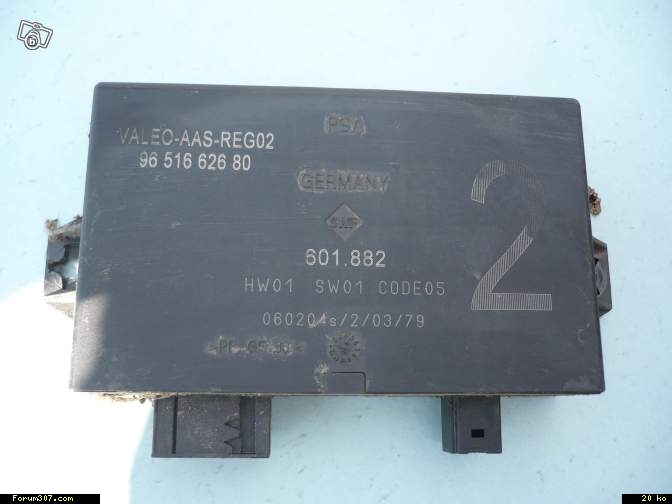 VALEO-AAS-REG02
96 516 626 80
PSA
GERMANY
SWF
601.882
HW01 SW01 CODE05
060204s/2/03/79
2
Forum307.com
20 ko